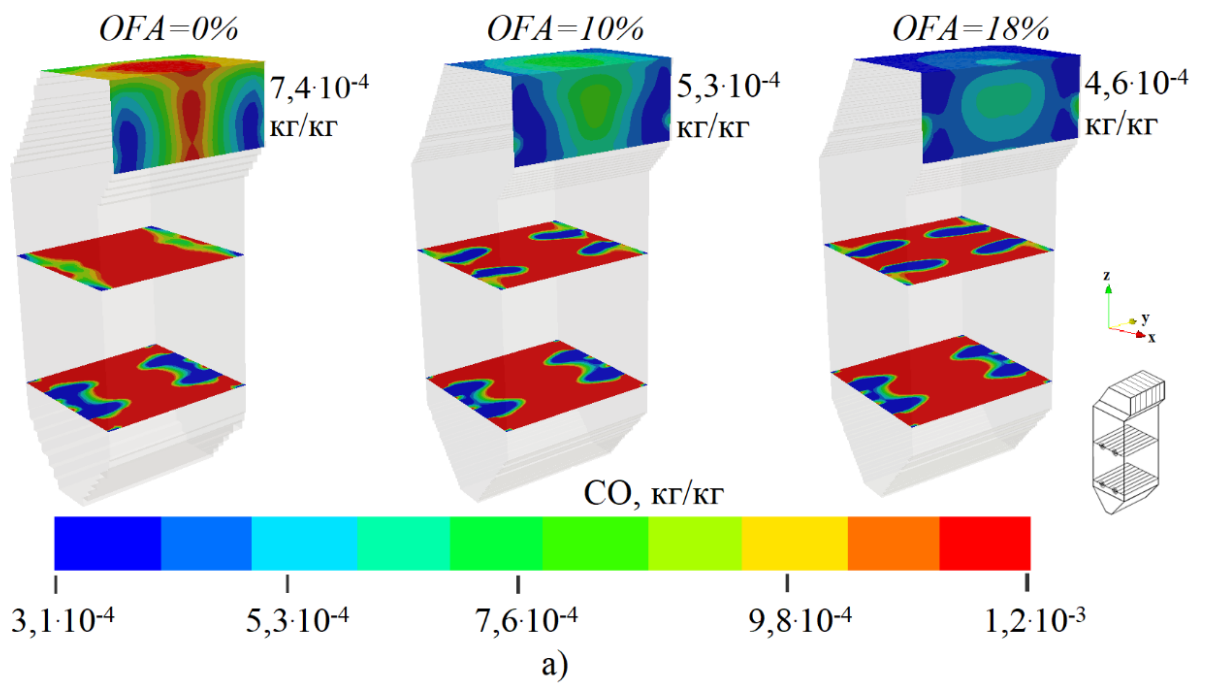 OFA=0%
OFA=10%
OFA=18%
7,4·10⁻⁴
кг/кг
5,3·10⁻⁴
кг/кг
4,6·10⁻⁴
кг/кг
z
y
x
CO, кг/кг
3,1·10⁻⁴
5,3·10⁻⁴
7,6·10⁻⁴
9,8·10⁻⁴
1,2·10⁻³
а)